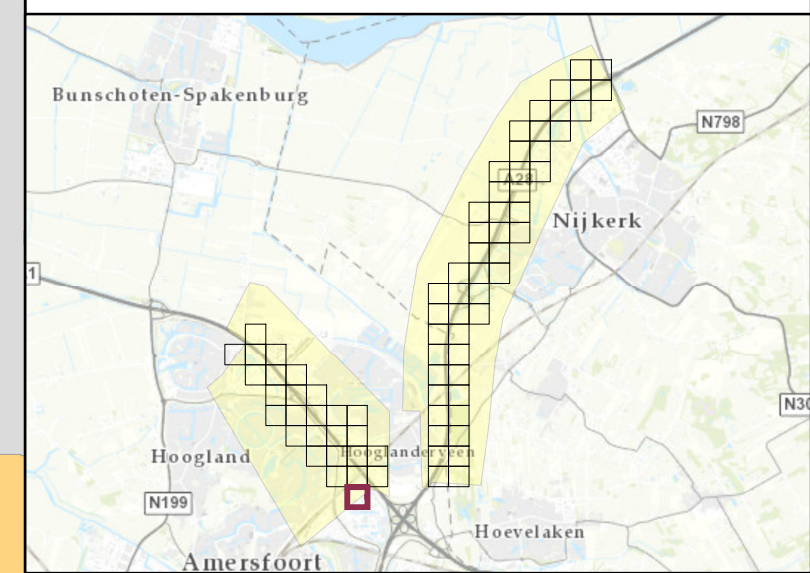 Bunschoten-Spakenburg
N798
A28
Nijkerk
1
N30
Hooglanderveen
Hoogland
N199
Hoevelaken
Amersfoort